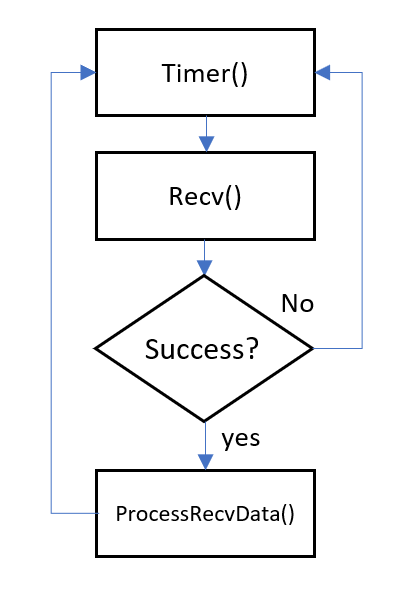 Timer()
Recv()
No
Success?
yes
ProcessRecvData()